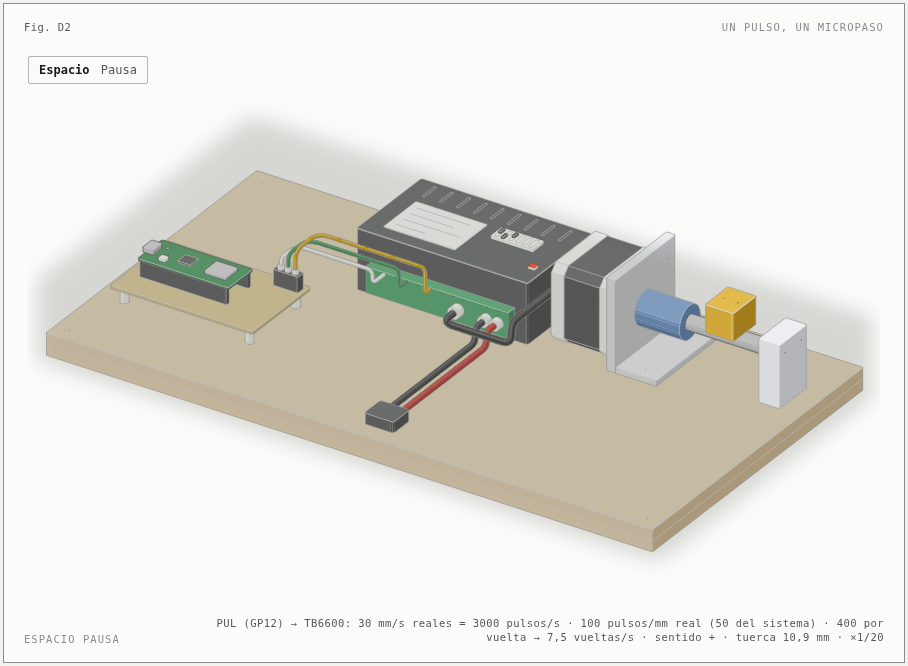 Fig. D2
UN PULSO, UN MICROPASO
Espacio Pausa
PUL (GP12) → TB6600: 30 mm/s reales = 3000 pulsos/s · 100 pulsos/mm real (50 del sistema) · 400 por
vuelta → 7,5 vueltas/s · sentido + · tuerca 10,9 mm · ×1/20
ESPACIO PAUSA